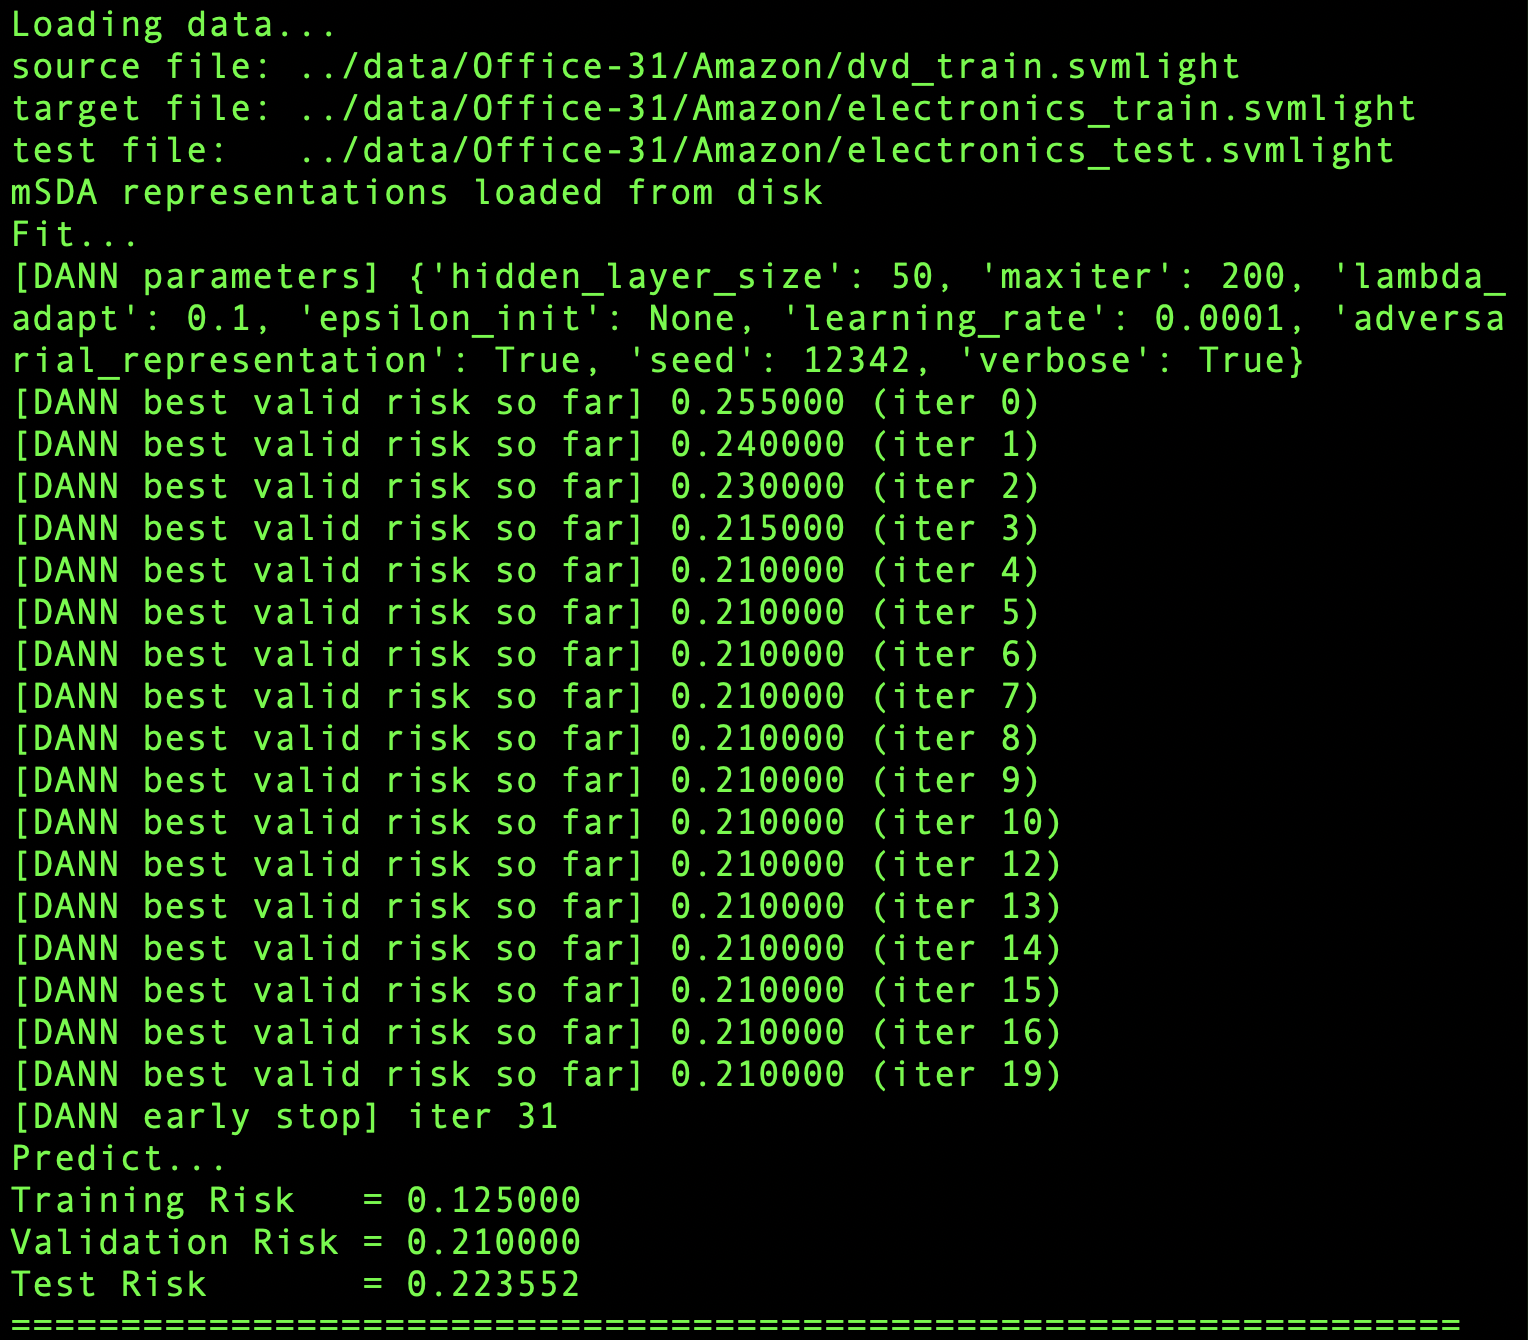 Loading data...
source file: ../data/Office-31/Amazon/dvd_train.svmlight
target file: ../data/Office-31/Amazon/electronics_train.svmlight
test file:   ../data/Office-31/Amazon/electronics_test.svmlight
mSDA representations loaded from disk
Fit...
[DANN parameters] {'hidden_layer_size': 50, 'maxiter': 200, 'lambda_
adapt': 0.1, 'epsilon_init': None, 'learning_rate': 0.0001, 'adversa
rial_representation': True, 'seed': 12342, 'verbose': True}
[DANN best valid risk so far] 0.255000 (iter 0)
[DANN best valid risk so far] 0.240000 (iter 1)
[DANN best valid risk so far] 0.230000 (iter 2)
[DANN best valid risk so far] 0.215000 (iter 3)
[DANN best valid risk so far] 0.210000 (iter 4)
[DANN best valid risk so far] 0.210000 (iter 5)
[DANN best valid risk so far] 0.210000 (iter 6)
[DANN best valid risk so far] 0.210000 (iter 7)
[DANN best valid risk so far] 0.210000 (iter 8)
[DANN best valid risk so far] 0.210000 (iter 9)
[DANN best valid risk so far] 0.210000 (iter 10)
[DANN best valid risk so far] 0.210000 (iter 12)
[DANN best valid risk so far] 0.210000 (iter 13)
[DANN best valid risk so far] 0.210000 (iter 14)
[DANN best valid risk so far] 0.210000 (iter 15)
[DANN best valid risk so far] 0.210000 (iter 16)
[DANN best valid risk so far] 0.210000 (iter 19)
[DANN early stop] iter 31
Predict...
Training Risk   = 0.125000
Validation Risk = 0.210000
Test Risk       = 0.223552
==================================================================